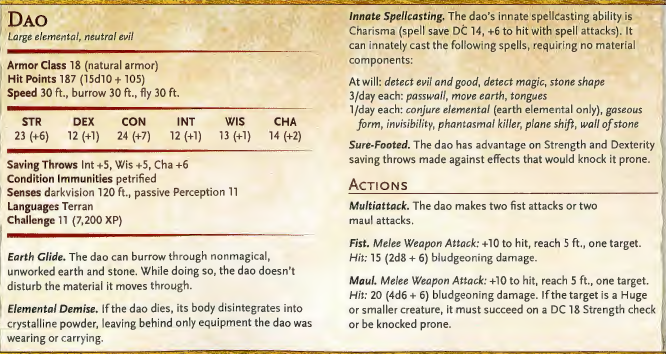 DAO
Large elemental, neutral evil
Armor Class 18 (natural armor)
Hit Points 187 (15d10 + 105)
Speed 30 ft., burrow 30 ft., fly 30 ft.
STR DEX CON INT WIS CHA
23 (+6) 12 (+1) 24 (+7) 12 (+1) 13 (+1) 14 (+2)
Saving Throws Int +5, Wis +5, Cha +6
Condition Immunities petrified
Senses darkvision 120 ft., passive Perception 11
Languages Terran
Challenge 11 (7,200 XP)
Earth Glide. The dao can burrow through nonmagical,
unworked earth and stone. While doing so, the dao doesn't
disturb the material it moves through.
Elemental Demise. If the dao dies, its body disintegrates into
crystalline powder, leaving behind only equipment the dao was
wearing or carrying.
Innate Spellcasting. The dao's innate spellcasting ability is
Charisma (spell save DC 14, +6 to hit with spell attacks). It
can innately cast the following spells, requiring no material
components:
At will: detect evil and good, detect magic, stone shape
3/day each: passwall, move earth, tongues
1/day each: conjure elemental (earth elemental only), gaseous
form, invisibility, phantasmal killer, plane shift, wall of stone
Sure-Footed. The dao has advantage on Strength and Dexterity
saving throws made against effects that would knock it prone.
ACTIONS
Multiattack. The dao makes two fist attacks or two
maul attacks.
Fist. Melee Weapon Attack: +10 to hit, reach 5 ft., one target.
Hit: 15 (2d8 + 6) bludgeoning damage.
Maul. Melee Weapon Attack: +10 to hit, reach 5 ft., one target.
Hit: 20 (4d6 + 6) bludgeoning damage. If the target is a Huge
or smaller creature, it must succeed on a DC 18 Strength check
or be knocked prone.